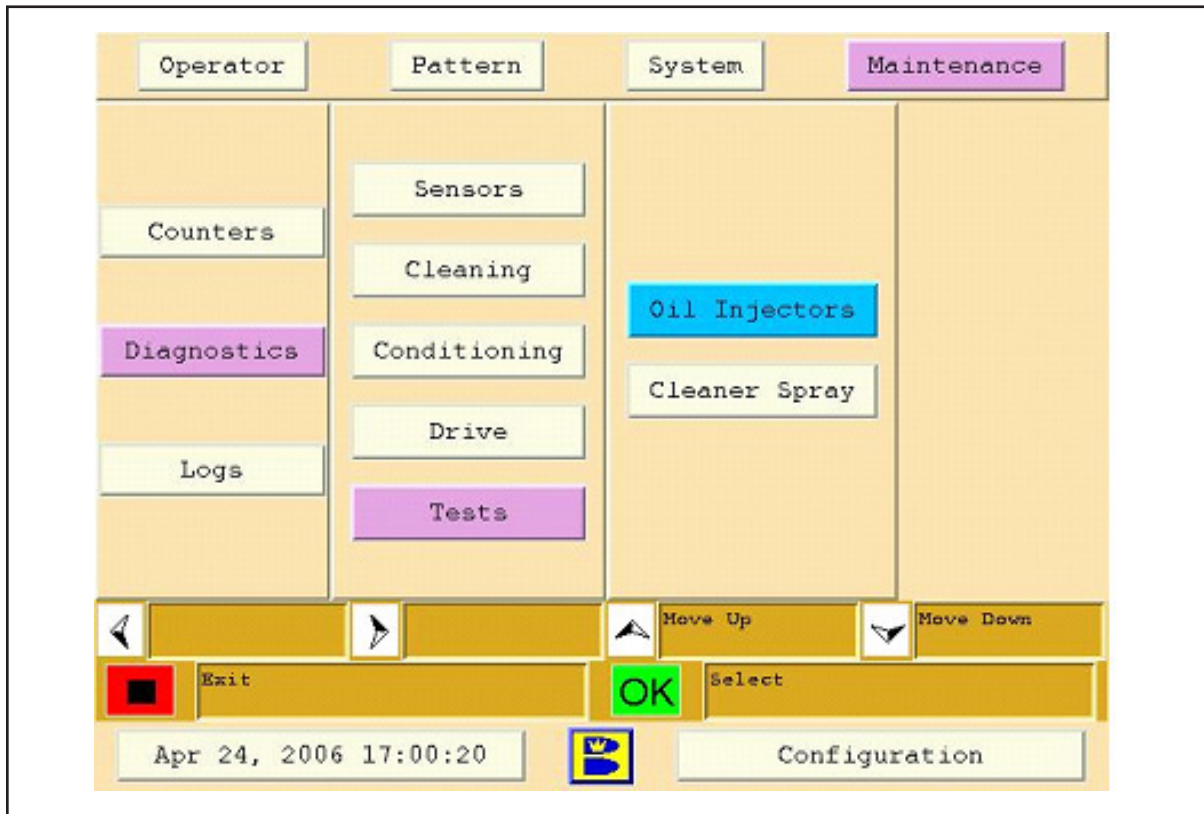 Operator Pattern System Maintenance
Sensors
Counters
Cleaning
Oil Injectors
Diagnostics
Conditioning
Cleaner Spray
Drive
Logs
Tests
Move Up
Move Down
Exit
OK
Select
Apr 24, 2006 17:00:20
Configuration